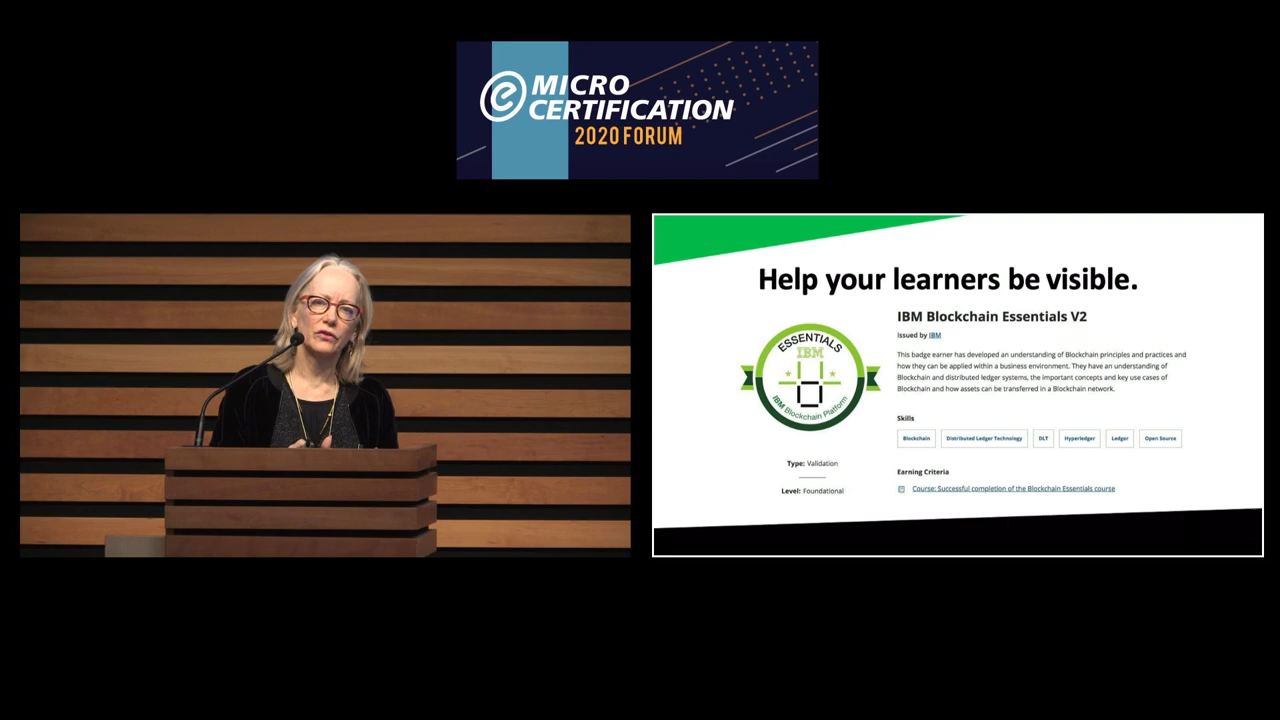 e MICRO
CERTIFICATION
2020 FORUM
Help your learners be visible.
IBM Blockchain Essentials V2
Issued by IBM
This badge earner has developed an understanding of Blockchain principles and practices and
how they can be applied within a business environment. They have an understanding of
Blockchain and distributed ledger systems, the important concepts and key use cases of
Blockchain and how assets can be transferred in a Blockchain network.
ESSENTIALS
IBM
IBM Blockchain Platform
Skills
Blockchain Distributed Ledger Technology DLT Hyperledger Ledger Open Source
Type: Validation
Level: Foundational
Earning Criteria
Course: Successful completion of the Blockchain Essentials course